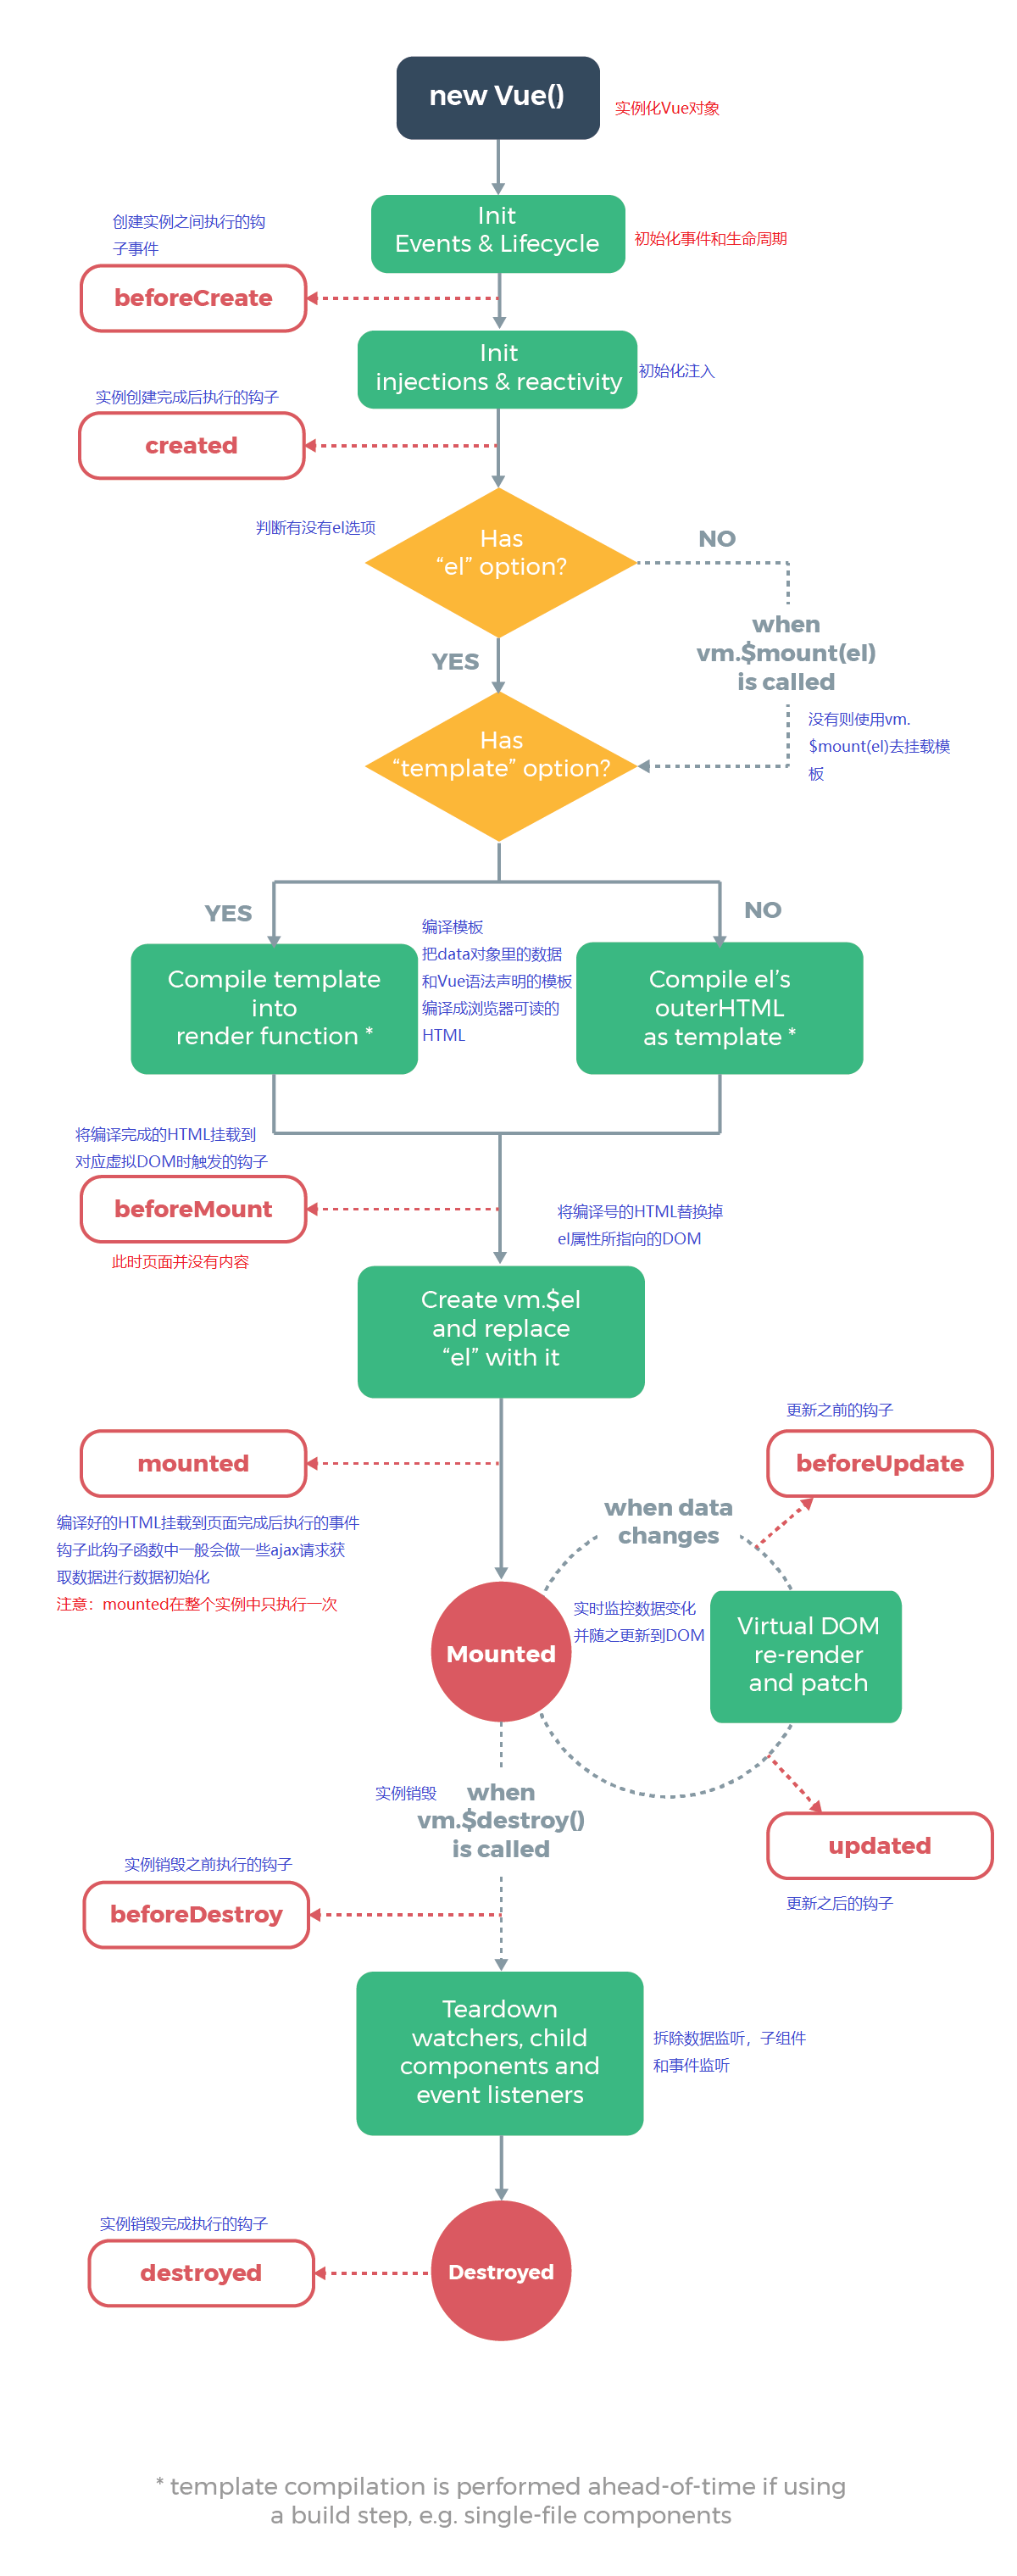 new Vue()
实例化Vue对象
Init
Events & Lifecycle
初始化事件和生命周期
创建实例之间执行的钩
子事件
beforeCreate
Init
injections & reactivity
初始化注入
实例创建完成后执行的钩子
created
判断有没有el选项
Has
“el” option?
NO
when
vm.$mount(el)
is called
YES
没有则使用vm.
$mount(el)去挂载模
板
Has
“template” option?
YES
NO
编译模板
把data对象里的数据
和Vue语法声明的模板
编译成浏览器可读的
HTML
Compile template
into
render function *
Compile el’s
outerHTML
as template *
将编译完成的HTML挂载到
对应虚拟DOM时触发的钩子
beforeMount
此时页面并没有内容
将编译号的HTML替换掉
el属性所指向的DOM
Create vm.$el
and replace
“el” with it
mounted
编译好的HTML挂载到页面完成后执行的事件
钩子此钩子函数中一般会做一些ajax请求获
取数据进行数据初始化
注意：mounted在整个实例中只执行一次
更新之前的钩子
beforeUpdate
when data
changes
实时监控数据变化
并随之更新到DOM
Mounted
Virtual DOM
re-render
and patch
实例销毁
when
vm.$destroy()
is called
updated
更新之后的钩子
实例销毁之前执行的钩子
beforeDestroy
Teardown
watchers, child
components and
event listeners
拆除数据监听，子组件
和事件监听
实例销毁完成执行的钩子
destroyed
Destroyed
* template compilation is performed ahead-of-time if using
a build step, e.g. single-file components